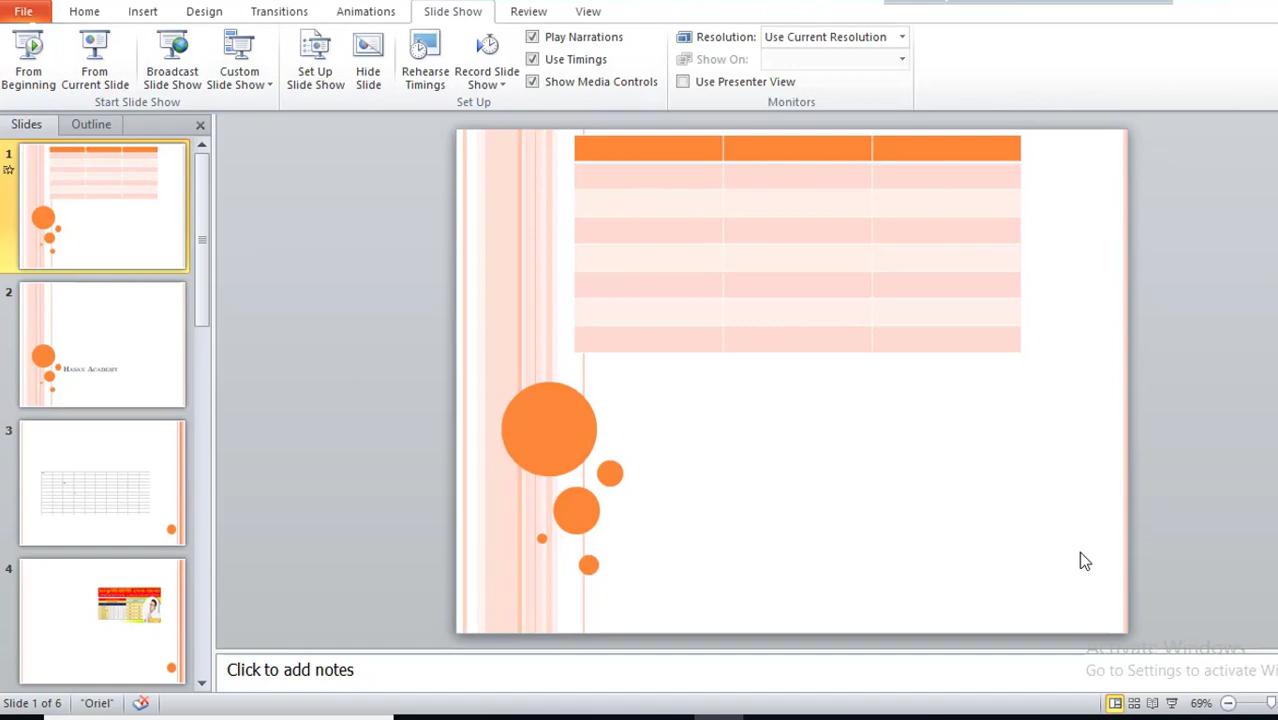 File Home Insert Design Transitions Animations Slide Show Review View
From Beginning
From Current Slide
Broadcast Slide Show
Custom Slide Show
Start Slide Show
Set Up Slide Show
Hide Slide
Rehearse Timings
Record Slide Show
Play Narrations
Use Timings
Show Media Controls
Set Up
Resolution: Use Current Resolution
Show On:
Use Presenter View
Monitors
Slides Outline
1
2
Hasan Academy
3
4
Click to add notes
Activate Windows
Go to Settings to activate Wi
Slide 1 of 6 "Oriel" 69%